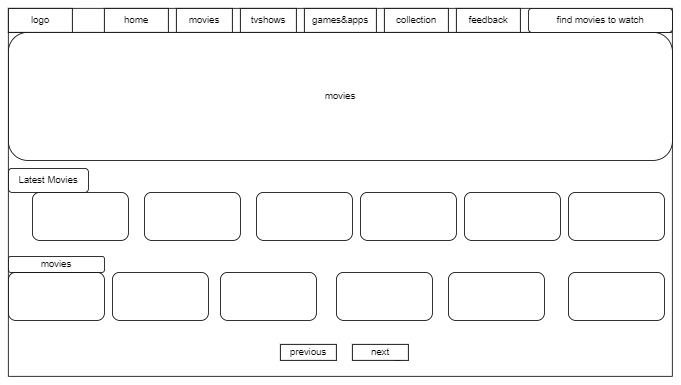 logo
home
movies
tvshows
games&apps
collection
feedback
find movies to watch
movies
Latest Movies
movies
previous
next